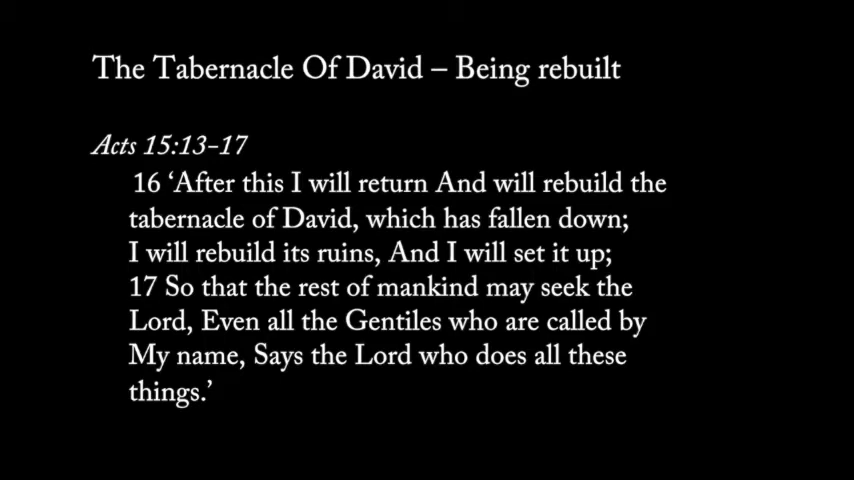 The Tabernacle Of David – Being rebuilt
Acts 15:13-17
16 ‘After this I will return And will rebuild the
tabernacle of David, which has fallen down;
I will rebuild its ruins, And I will set it up;
17 So that the rest of mankind may seek the
Lord, Even all the Gentiles who are called by
My name, Says the Lord who does all these
things.’